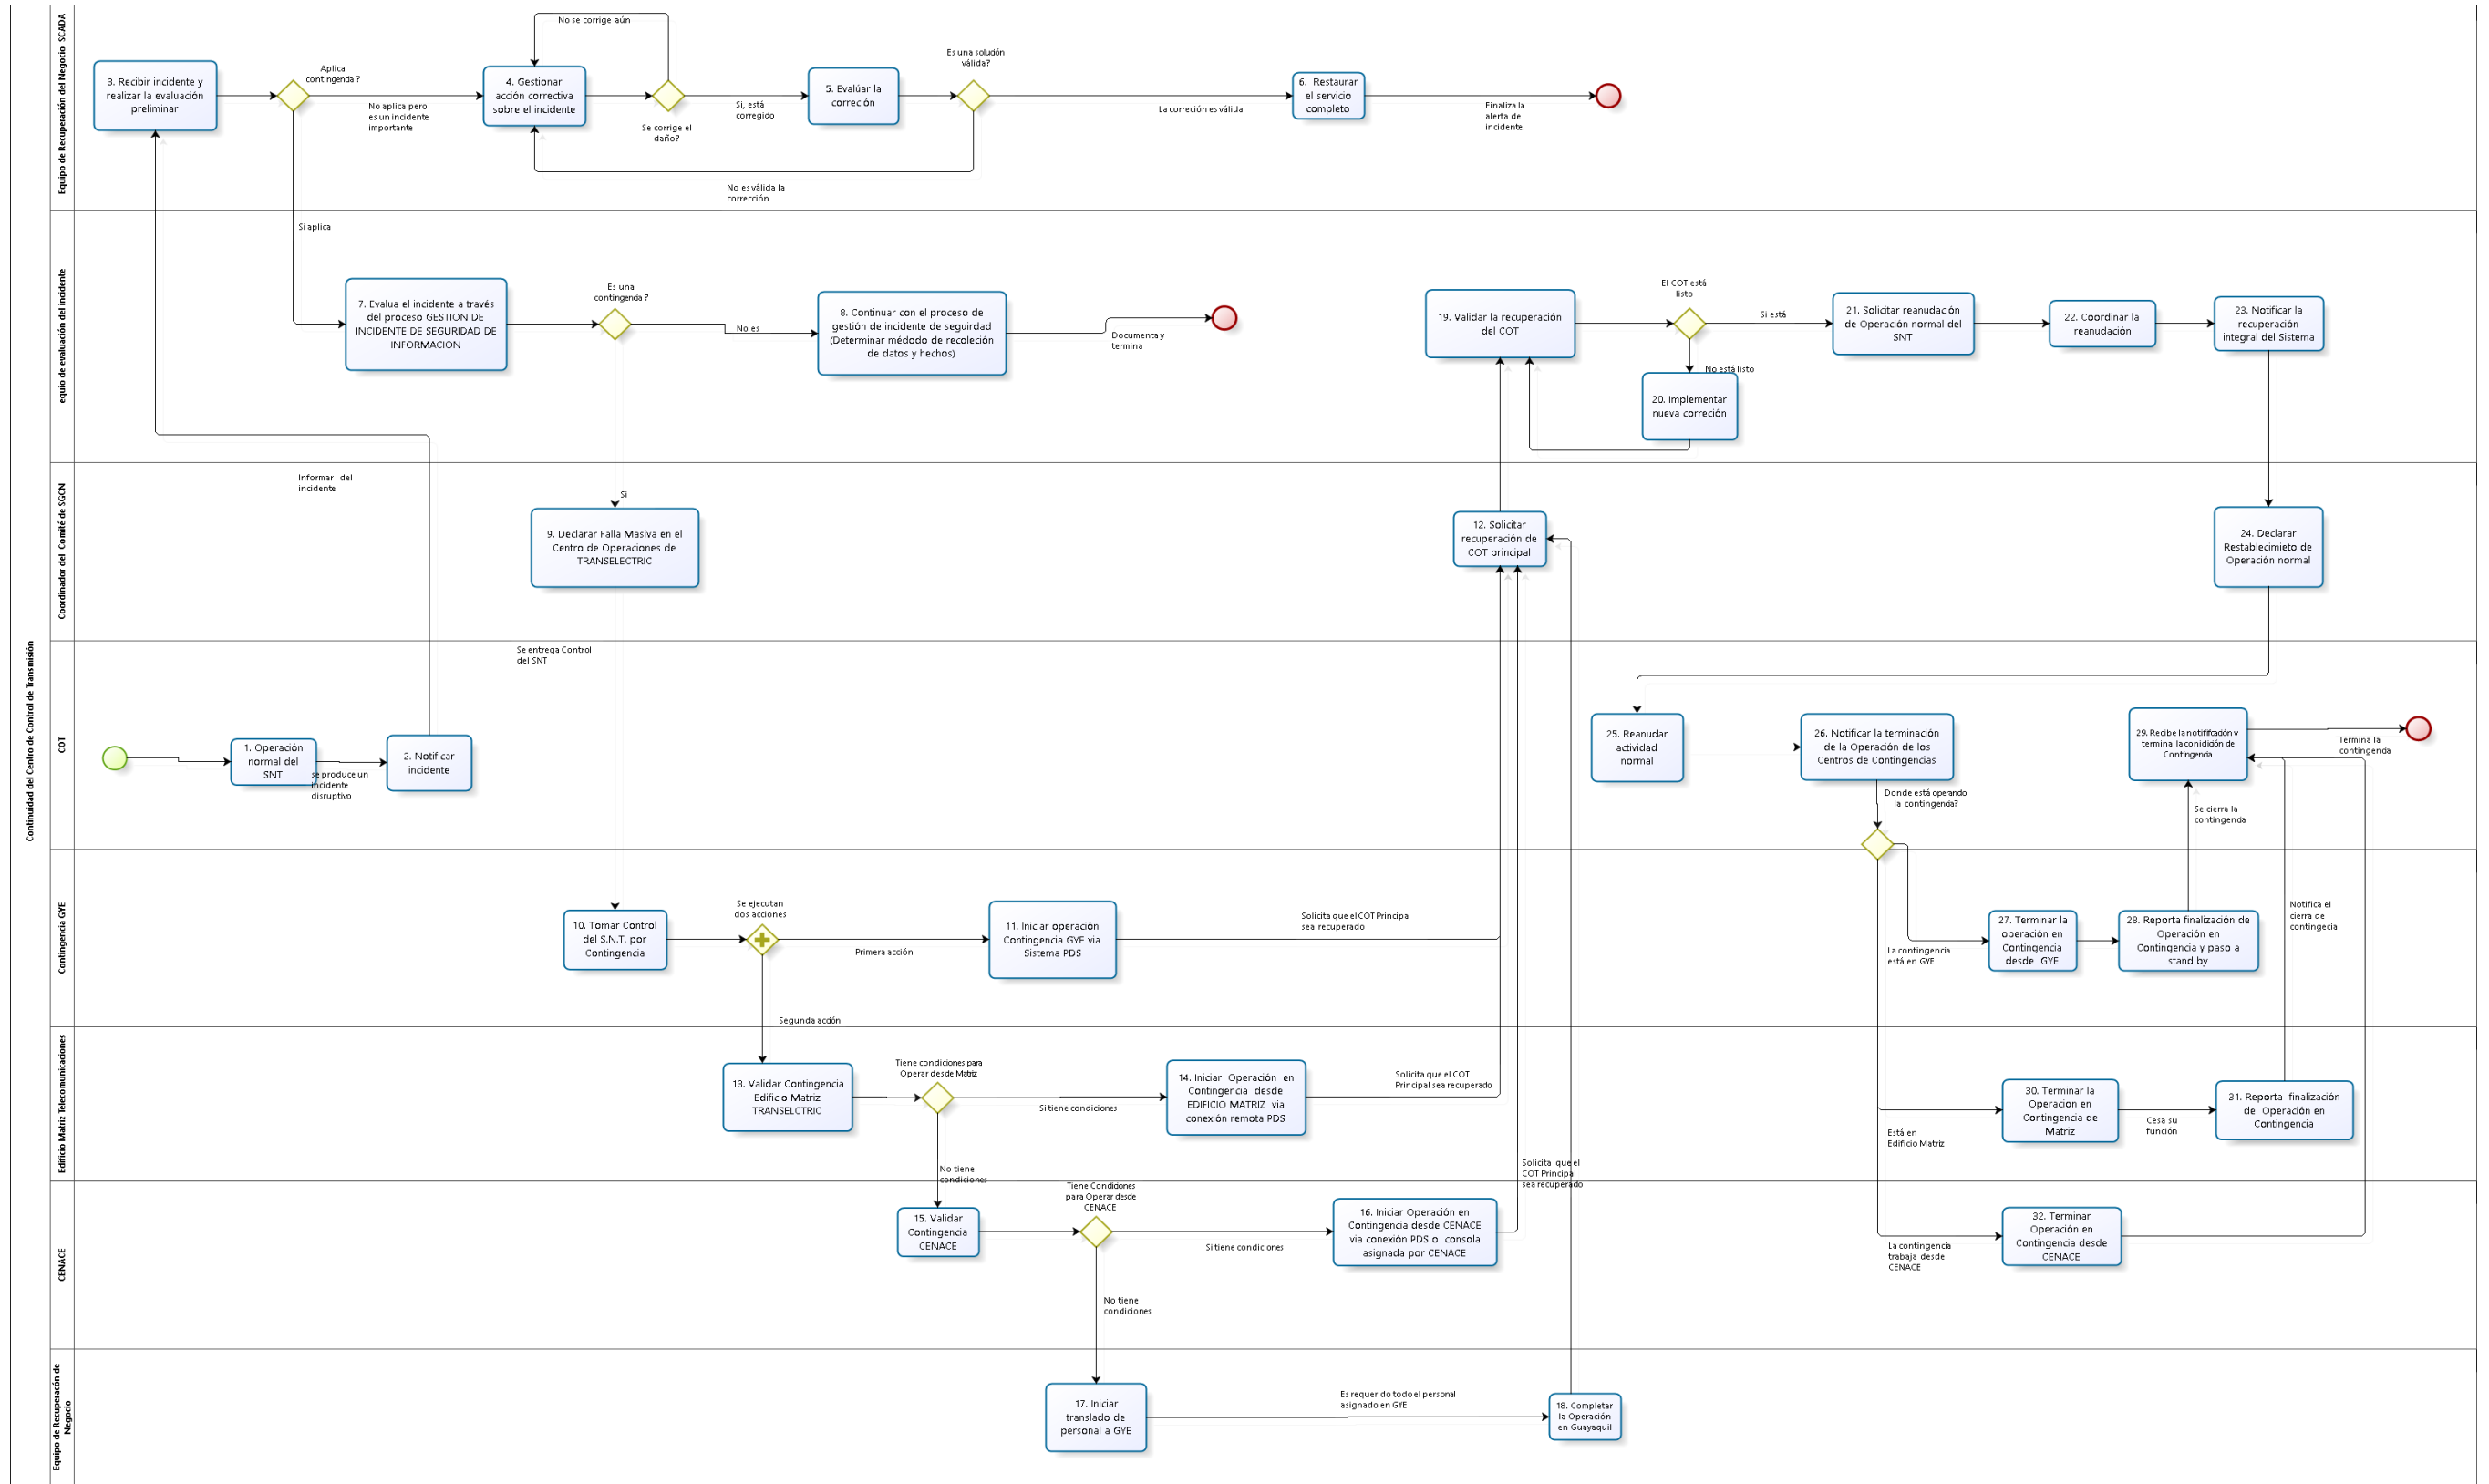 Continuidad del Centro de Control de Transmisión
Equipo de Recuperación del Negocio SCADA
No se corrige aún
3. Recibir incidente y
realizar la evaluación
preliminar
Aplica
contingenda ?
No aplica pero
es un incidente
importante
4. Gestionar
acción correctiva
sobre el incidente
Se corrige el
daño?
Si, está
corregido
5. Evalúar la
correción
Es una soludón
válida?
No es válida la
corrección
La correción es válida
6. Restaurar
el servicio
completo
Finaliza la
alerta de
incidente.
equio de evaluación del incidente
Si aplica
7. Evalua el incidente a través
del proceso GESTION DE
INCIDENTE DE SEGURIDAD DE
INFORMACION
Es una
contingenda ?
No es
8. Continuar con el proceso de
gestión de incidente de seguirdad
(Determinar médodo de recoleción
de datos y hechos)
Documenta y
termina
19. Validar la recuperación
del COT
El COT está
listo
Si está
No está listo
20. Implementar
nueva correción
21. Solicitar reanudación
de Operación normal del
SNT
22. Coordinar la
reanudación
23. Notificar la
recuperación
integral del Sistema
Coordinador del Comité de SGCN
Informar del
incidente
Si
9. Declarar Falla Masiva en el
Centro de Operaciones de
TRANSELECTRIC
12. Solicitar
recuperación de
COT principal
24. Declarar
Restablecimieto de
Operación normal
COT
Se entrega Control
del SNT
1. Operación
normal del
SNT
se produce un
incidente
disruptivo
2. Notificar
incidente
25. Reanudar
actividad
normal
26. Notificar la terminación
de la Operación de los
Centros de Contingencias
Donde está operando
la contingenda?
29. Recibe la notififcadón y
termina la conidición de
Contingenda
Termina la
contingenda
Se cierra la
contingenda
Contingencia GYE
10. Tomar Control
del S.N.T. por
Contingencia
Se ejecutan
dos acciones
Primera acción
11. Iniciar operación
Contingencia GYE via
Sistema PDS
Solicita que el COT Principal
sea recuperado
Segunda acdón
La contingencia
está en GYE
27. Terminar la
operación en
Contingencia
desde GYE
28. Reporta finalización de
Operación en
Contingencia y paso a
stand by
Notifica el
cierra de
contingecia
Edificio Matriz Telecomunicaciones
13. Validar Contingencia
Edificio Matriz
TRANSELCTRIC
Tiene condiciones para
Operar desde Matriz
Si tiene condiciones
14. Iniciar Operación en
Contingencia desde
EDIFICIO MATRIZ via
conexión remota PDS
Solicita que el COT
Principal sea recuperado
No tiene
condiciones
Solicita que el
COT Principal
sea recuperado
Está en
Edificio Matriz
30. Terminar la
Operacion en
Contingencia de
Matriz
Cesa su
función
31. Reporta finalización
de Operación en
Contingencia
CENACE
15. Validar
Contingencia
CENACE
Tiene Condiciones
para Operar desde
CENACE
Si tiene condiciones
16. Iniciar Operación en
Contingencia desde CENACE
via conexión PDS o consola
asignada por CENACE
No tiene
condiciones
La contingencia
trabaja desde
CENACE
32. Terminar
Operación en
Contingencia desde
CENACE
Equipo de Recuperacón de
Negocio
17. Iniciar
translado de
personal a GYE
Es requerido todo el personal
asignado en GYE
18. Completar
la Operación
en Guayaquil